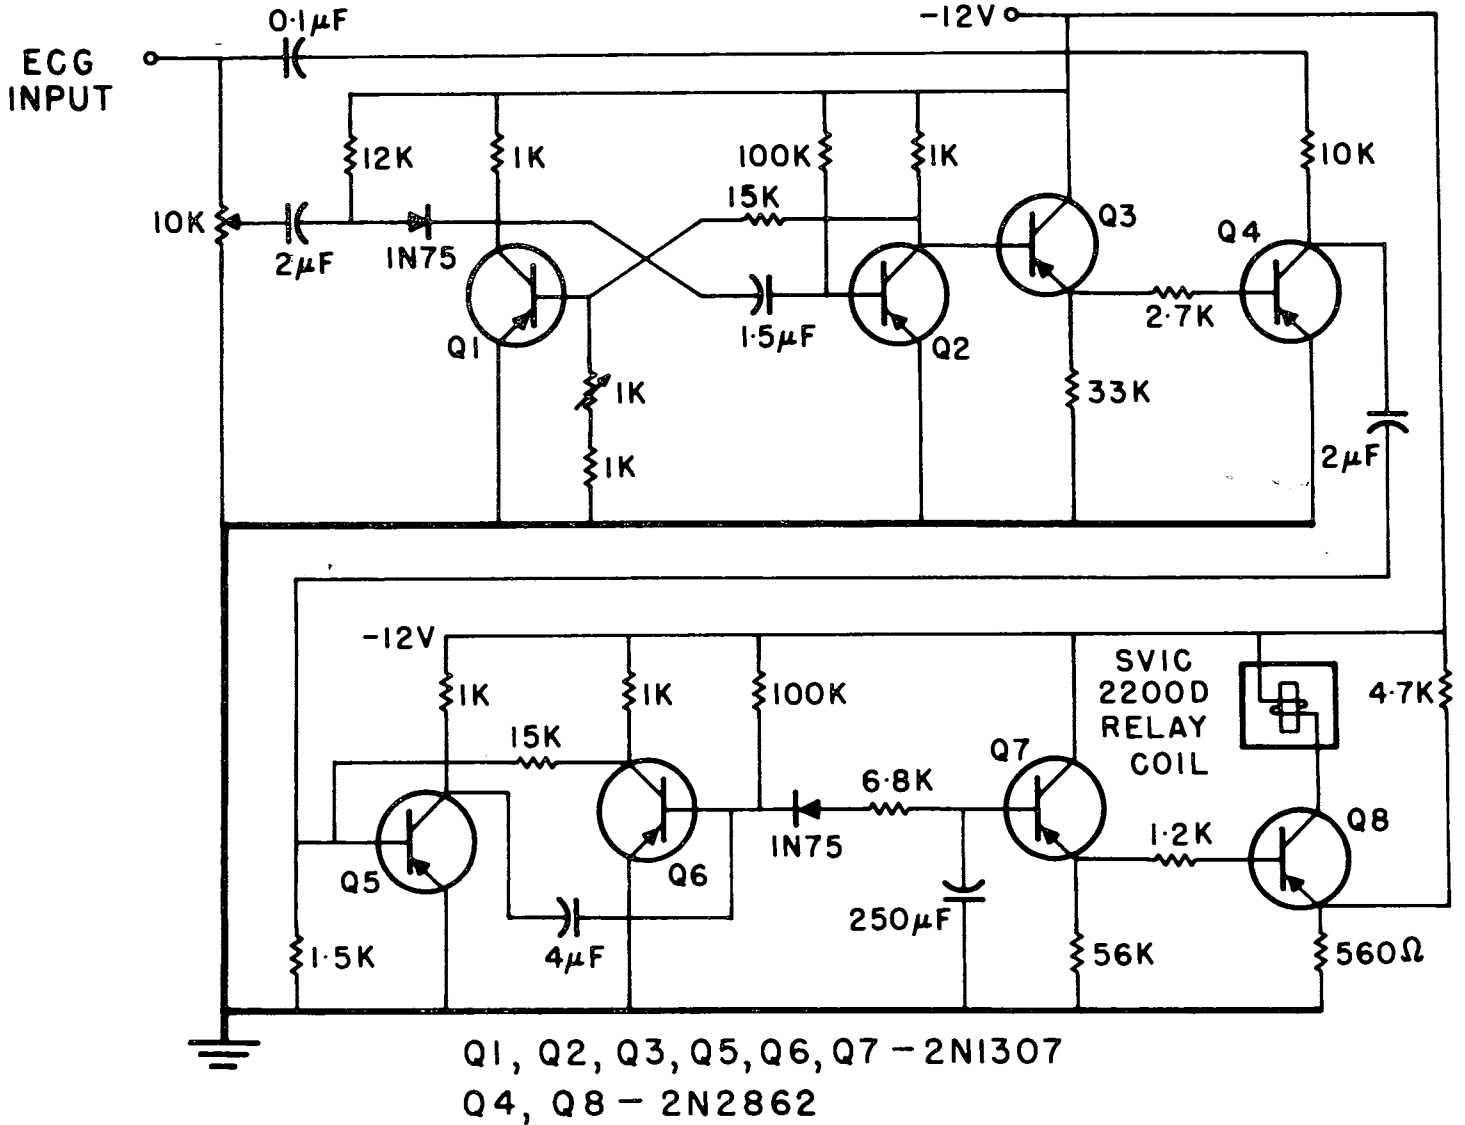 0.1µF
-12V
ECG
INPUT
12K
1K
100K
1K
10K
15K
10K
2µF
1N75
Q3
Q4
Q1
1.5µF
Q2
2.7K
1K
33K
1K
2µF
-12V
1K
1K
100K
SVIC
2200D
RELAY
COIL
4.7K
15K
Q7
6.8K
1N75
1.2K
Q8
Q5
Q6
250µF
1.5K
4µF
56K
560Ω
Q1, Q2, Q3, Q5, Q6, Q7 - 2N1307
Q4, Q8 - 2N2862